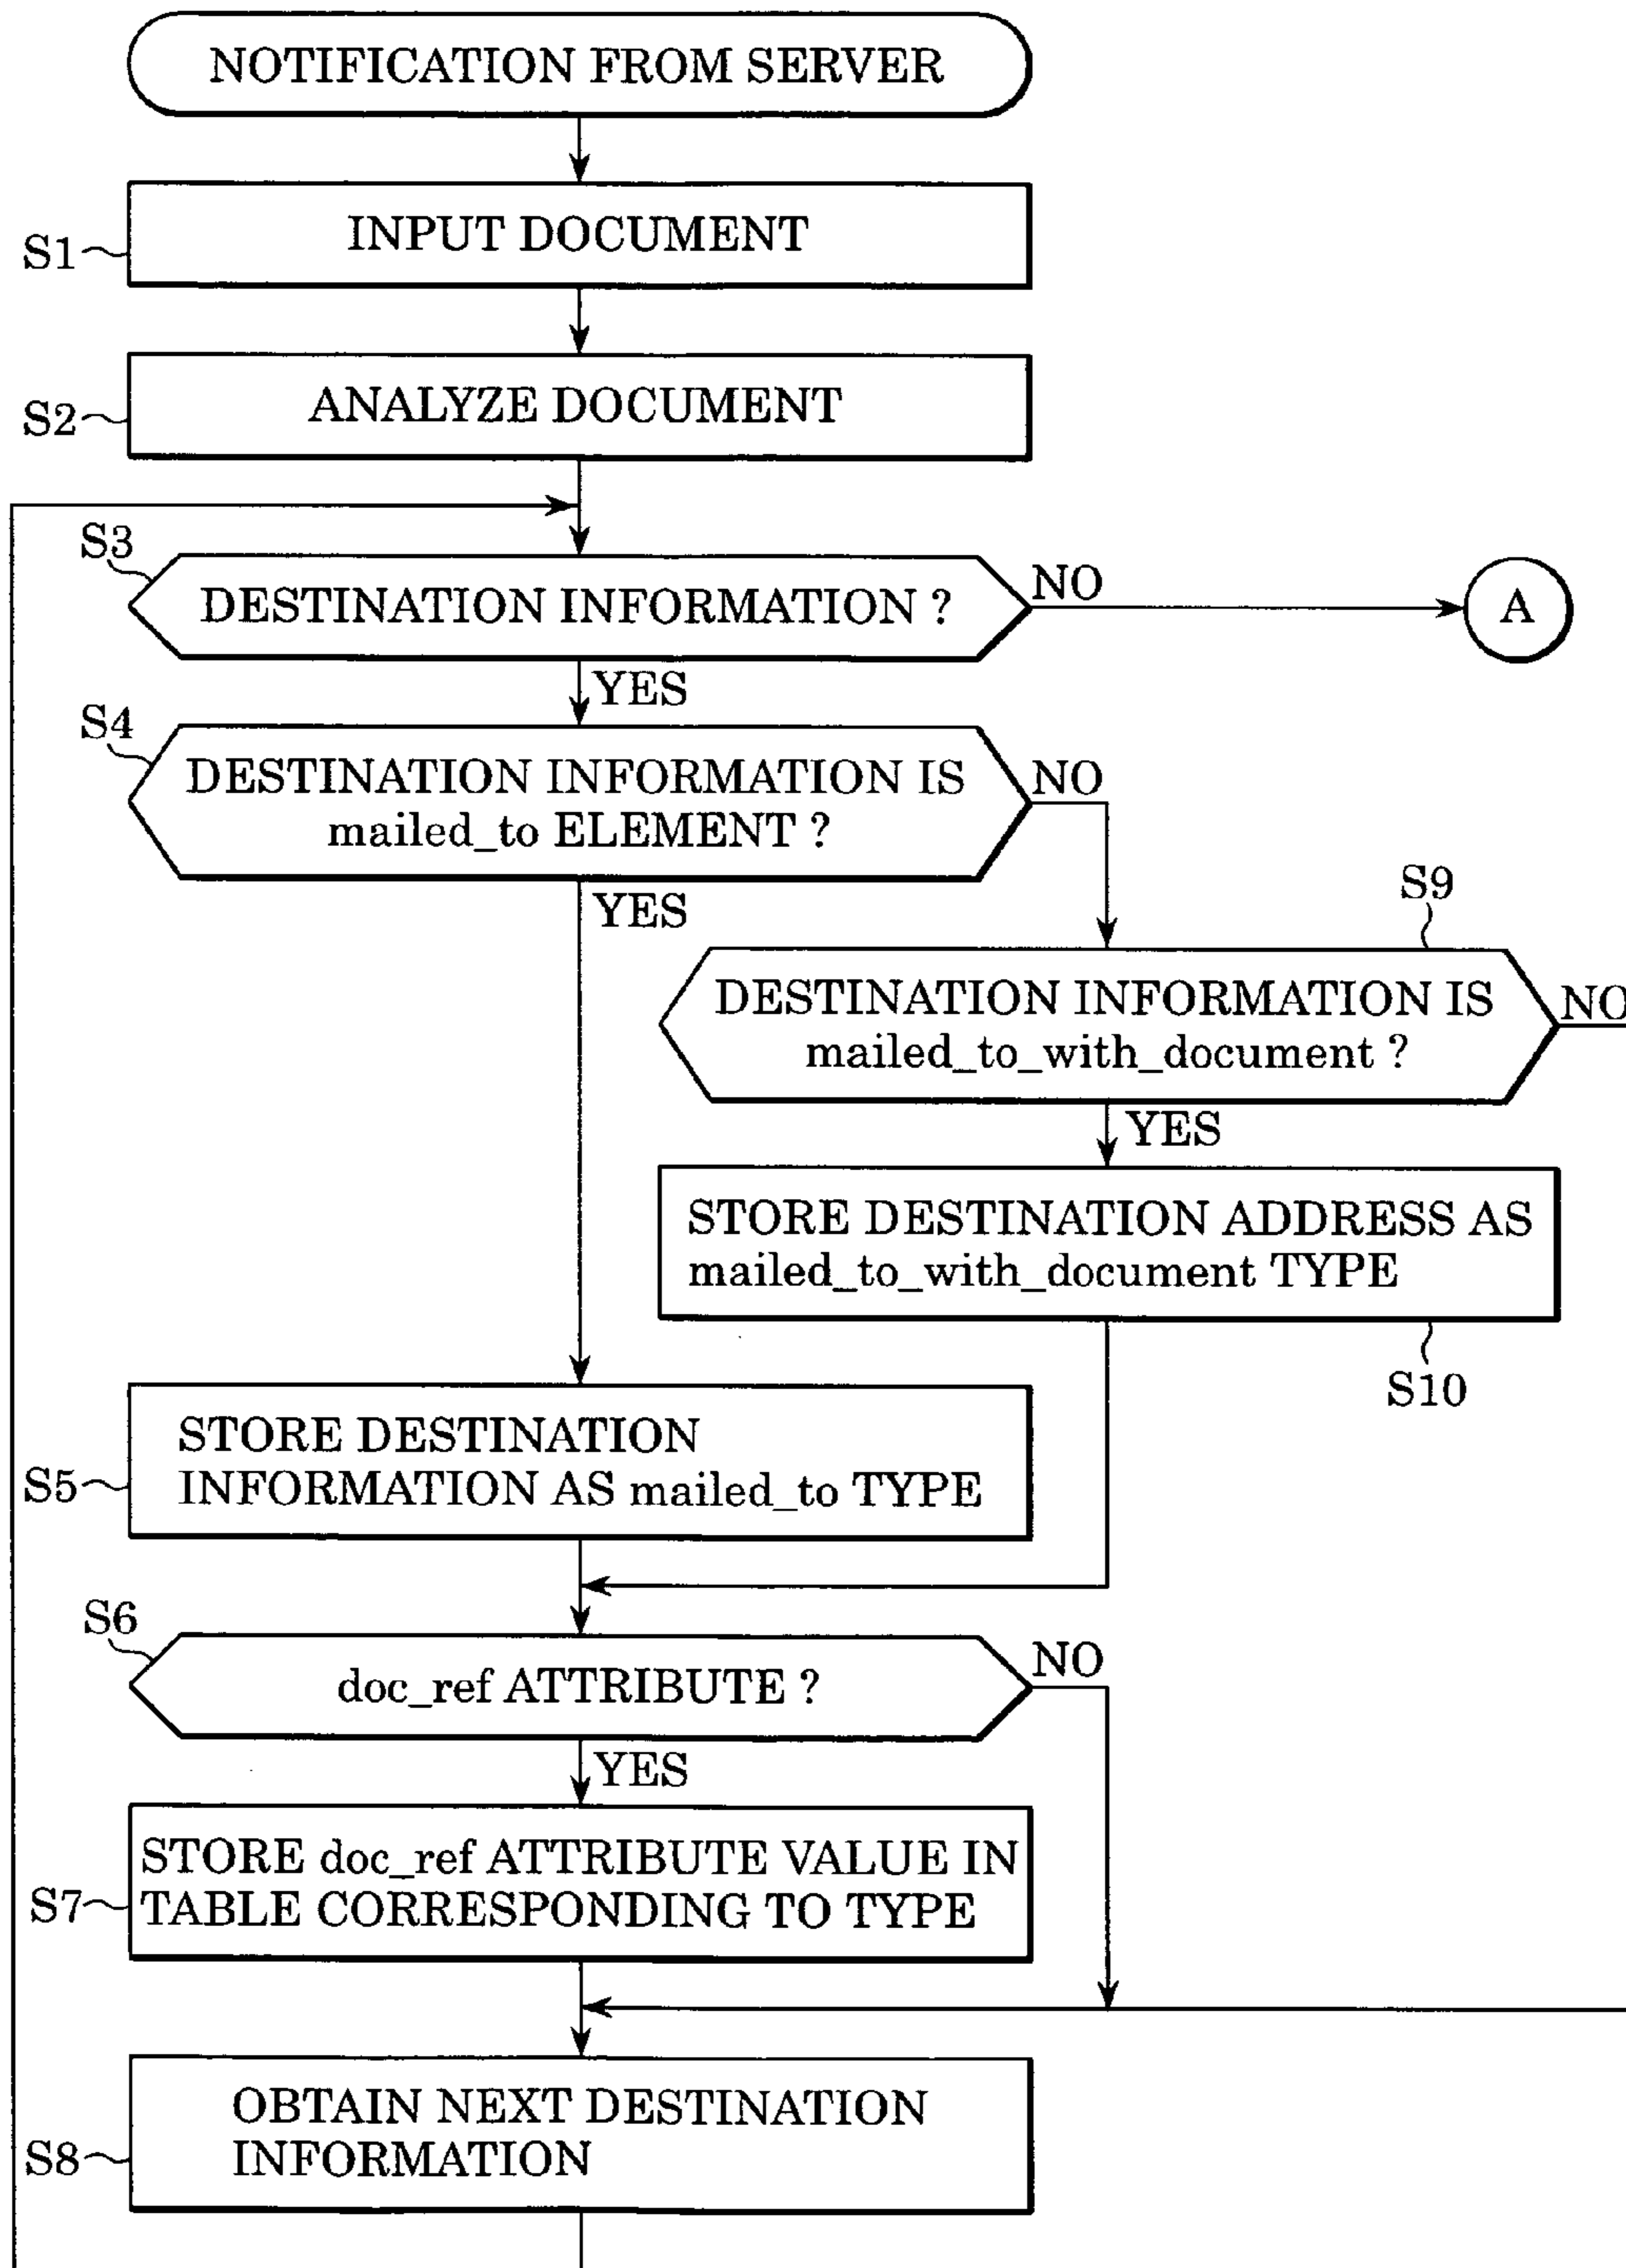 NOTIFICATION FROM SERVER
S1
INPUT DOCUMENT
S2
ANALYZE DOCUMENT
S3
DESTINATION INFORMATION ?
NO
A
YES
S4
DESTINATION INFORMATION IS
mailed_to ELEMENT ?
NO
YES
S9
DESTINATION INFORMATION IS
mailed_to_with_document ?
NO
YES
STORE DESTINATION ADDRESS AS
mailed_to_with_document TYPE
S10
S5
STORE DESTINATION
INFORMATION AS mailed_to TYPE
S6
doc_ref ATTRIBUTE ?
NO
YES
S7
STORE doc_ref ATTRIBUTE VALUE IN
TABLE CORRESPONDING TO TYPE
S8
OBTAIN NEXT DESTINATION
INFORMATION